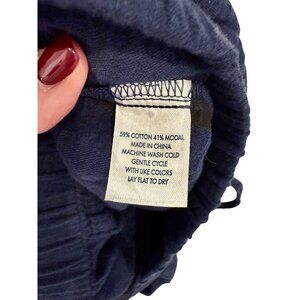 59% COTTON 41% MODAL
MADE IN CHINA
MACHINE WASH COLD
GENTLE CYCLE
WITH LIKE COLORS
LAY FLAT TO DRY